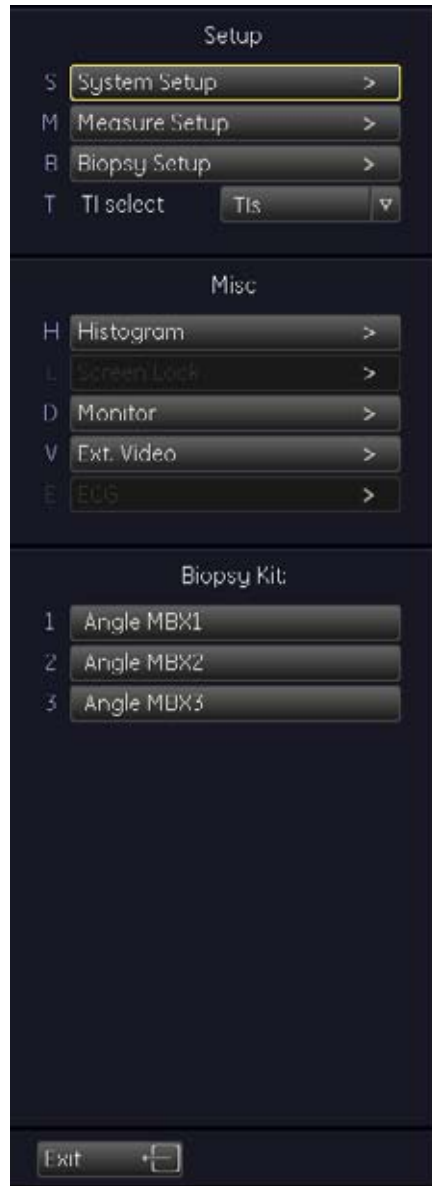 Setup
S System Setup >
M Measure Setup >
B Biopsy Setup >
T TI select TIs
Misc
H Histogram >
L Screen Lock >
D Monitor >
V Ext. Video >
E ECG >
Biopsy Kit:
1 Angle MBX1
2 Angle MBX2
3 Angle MBX3
Exit